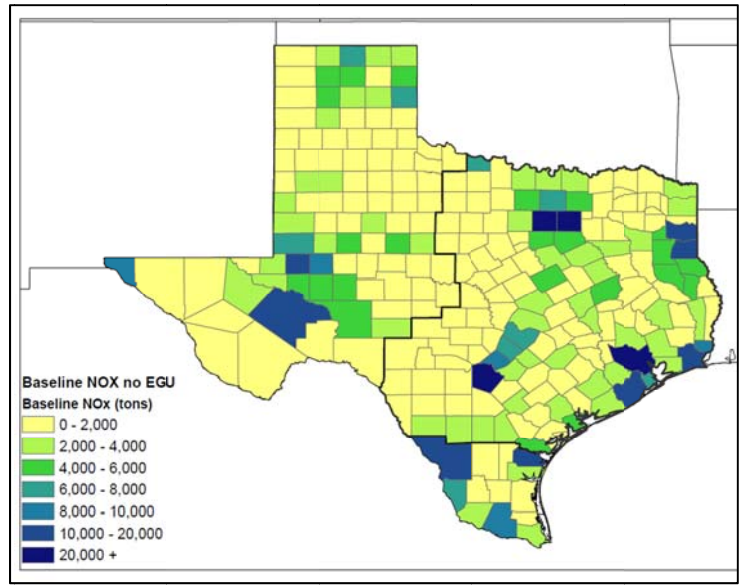 Baseline NOX no EGU
Baseline NOx (tons)
0 - 2,000
2,000 - 4,000
4,000 - 6,000
6,000 - 8,000
8,000 - 10,000
10,000 - 20,000
20,000 +